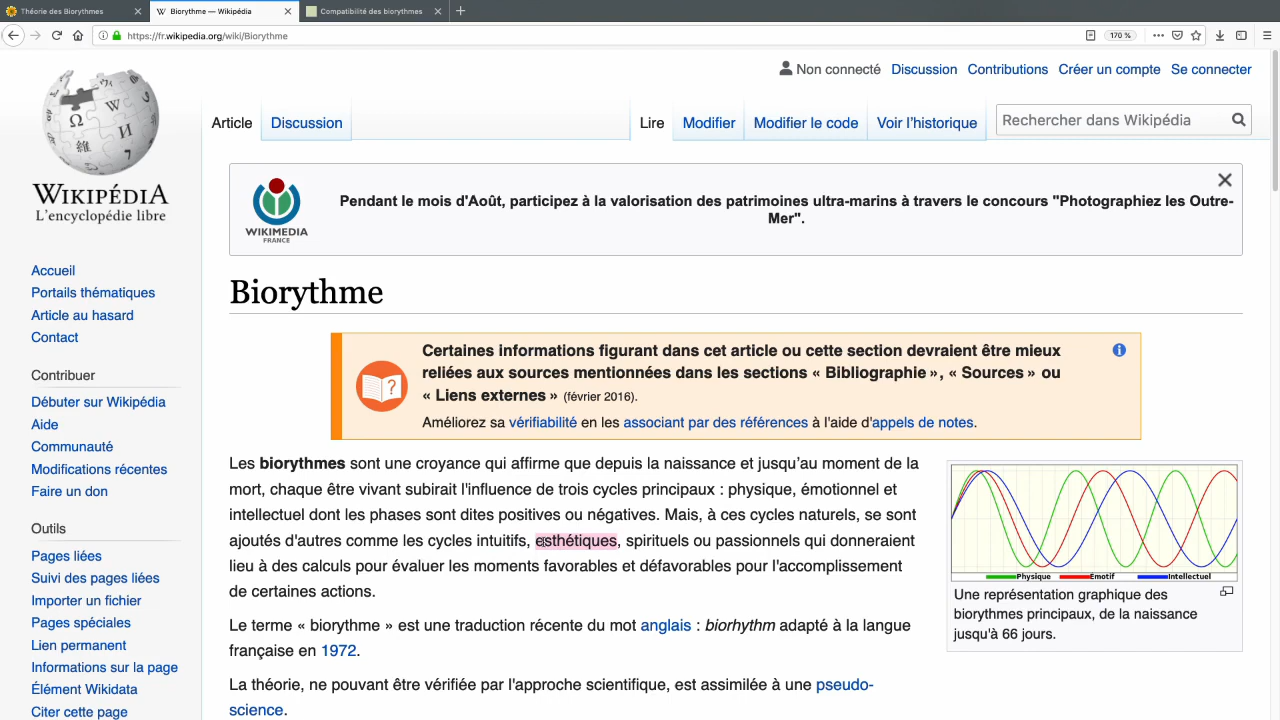 Théorie des Biorythmes
Biorythme — Wikipédia
Compatibilité des biorythmes
https://fr.wikipedia.org/wiki/Biorythme
170 %
Non connecté Discussion Contributions Créer un compte Se connecter
Article Discussion Lire Modifier Modifier le code Voir l'historique Rechercher dans Wikipédia
WIKIPÉDIA
L'encyclopédie libre
WIKIMEDIA
FRANCE
Pendant le mois d'Août, participez à la valorisation des patrimoines ultra-marins à travers le concours "Photographiez les Outre-
Mer".
Accueil
Portails thématiques
Article au hasard
Contact
Contribuer
Débuter sur Wikipédia
Aide
Communauté
Modifications récentes
Faire un don
Outils
Pages liées
Suivi des pages liées
Importer un fichier
Pages spéciales
Lien permanent
Informations sur la page
Élément Wikidata
Citer cette page
Biorythme
Certaines informations figurant dans cet article ou cette section devraient être mieux
reliées aux sources mentionnées dans les sections « Bibliographie », « Sources » ou
« Liens externes » (février 2016).
Améliorez sa vérifiabilité en les associant par des références à l'aide d'appels de notes.
Les biorythmes sont une croyance qui affirme que depuis la naissance et jusqu'au moment de la
mort, chaque être vivant subirait l'influence de trois cycles principaux : physique, émotionnel et
intellectuel dont les phases sont dites positives ou négatives. Mais, à ces cycles naturels, se sont
ajoutés d'autres comme les cycles intuitifs, esthétiques, spirituels ou passionnels qui donneraient
lieu à des calculs pour évaluer les moments favorables et défavorables pour l'accomplissement
de certaines actions.
Le terme « biorythme » est une traduction récente du mot anglais : biorhythm adapté à la langue
française en 1972.
La théorie, ne pouvant être vérifiée par l'approche scientifique, est assimilée à une pseudo-
science.
Physique Emotif Intellectuel
Une représentation graphique des
biorythmes principaux, de la naissance
jusqu'à 66 jours.